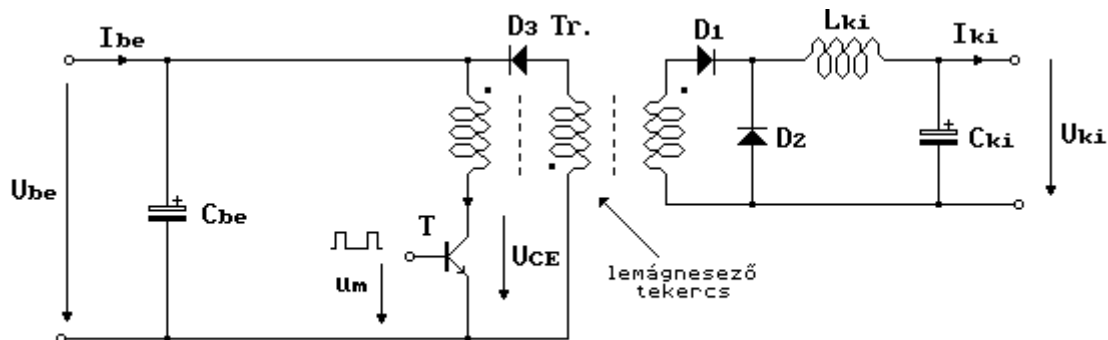 Ibe
D3 Tr.
D1
Lki
Iki
Ube
+
Cbe
T
Um
UCE
lemágnesező
tekercs
D2
+
Cki
Uki